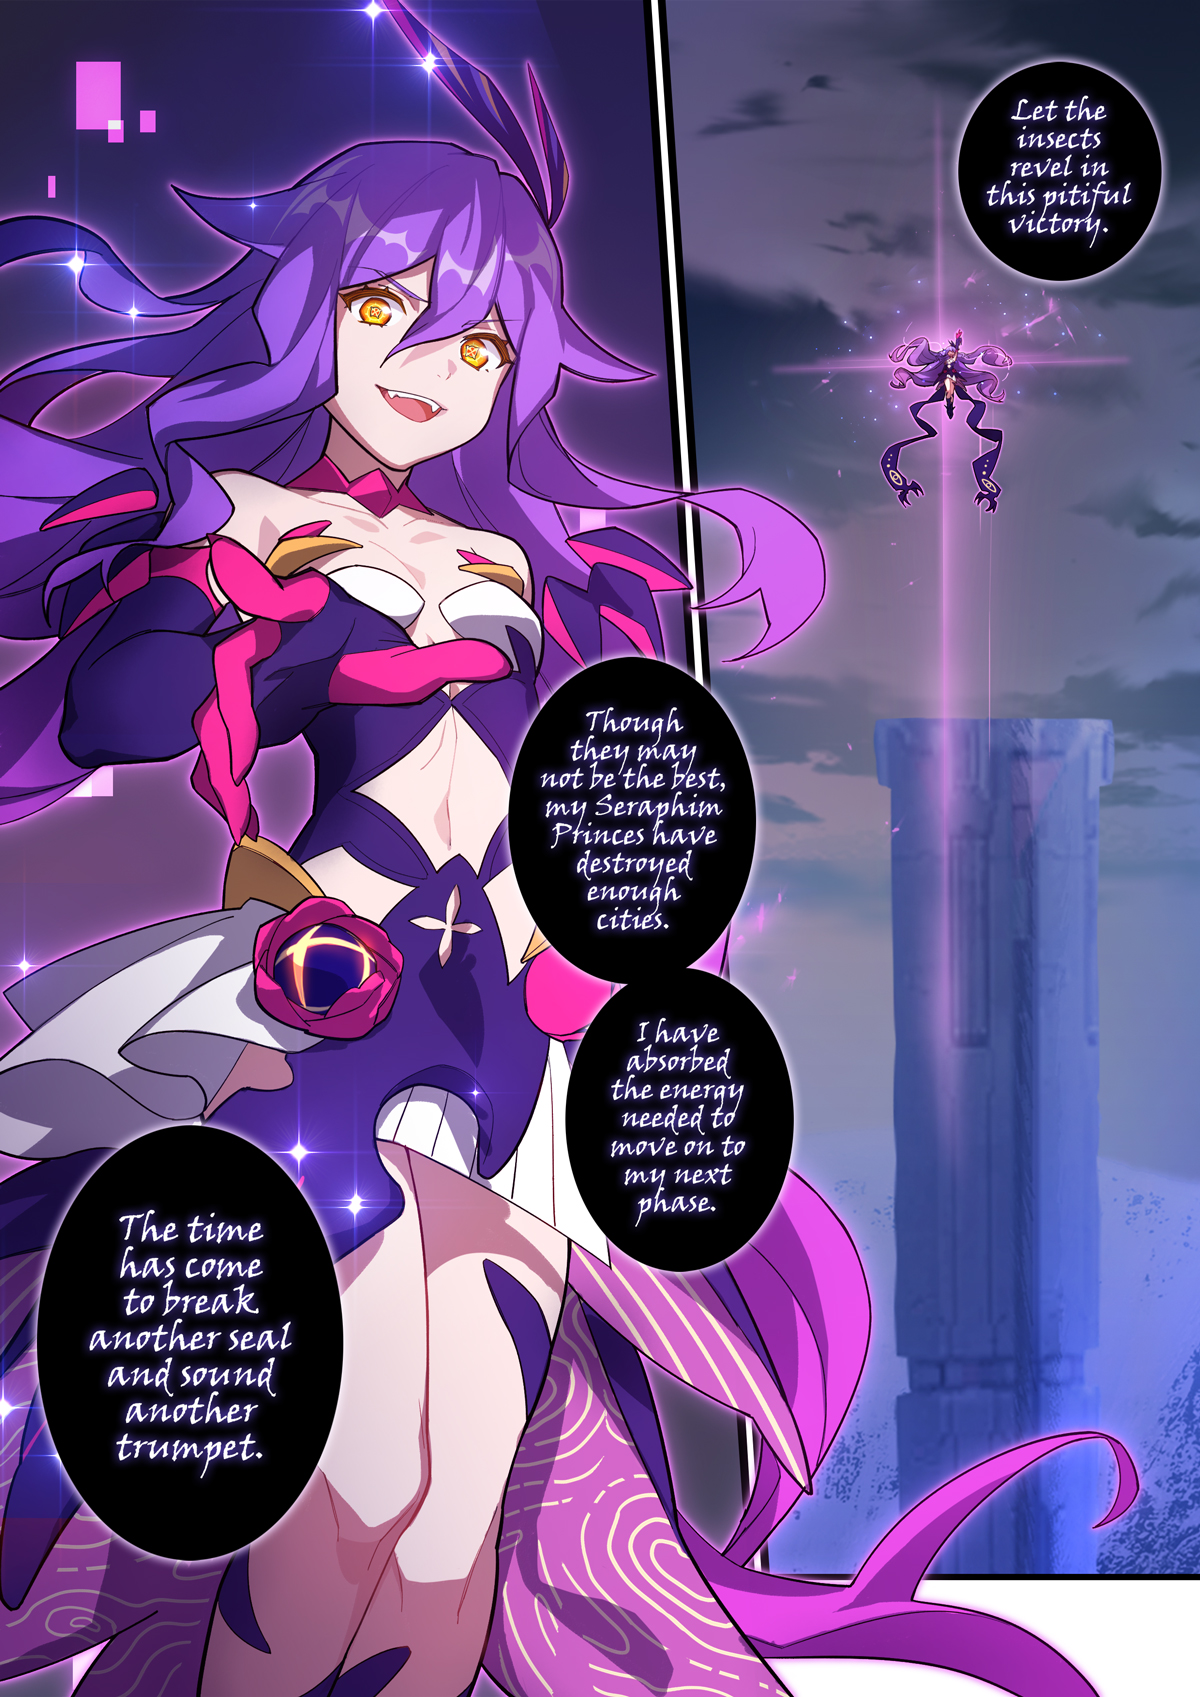 Let the
insects
revel in
this pitiful
victory.
Though
they may
not be the best,
my Seraphim
Princes have
destroyed
enough
cities.
I have
absorbed
the energy
needed to
move on to
my next
phase.
The time
has come
to break
another seal
and sound
another
trumpet.